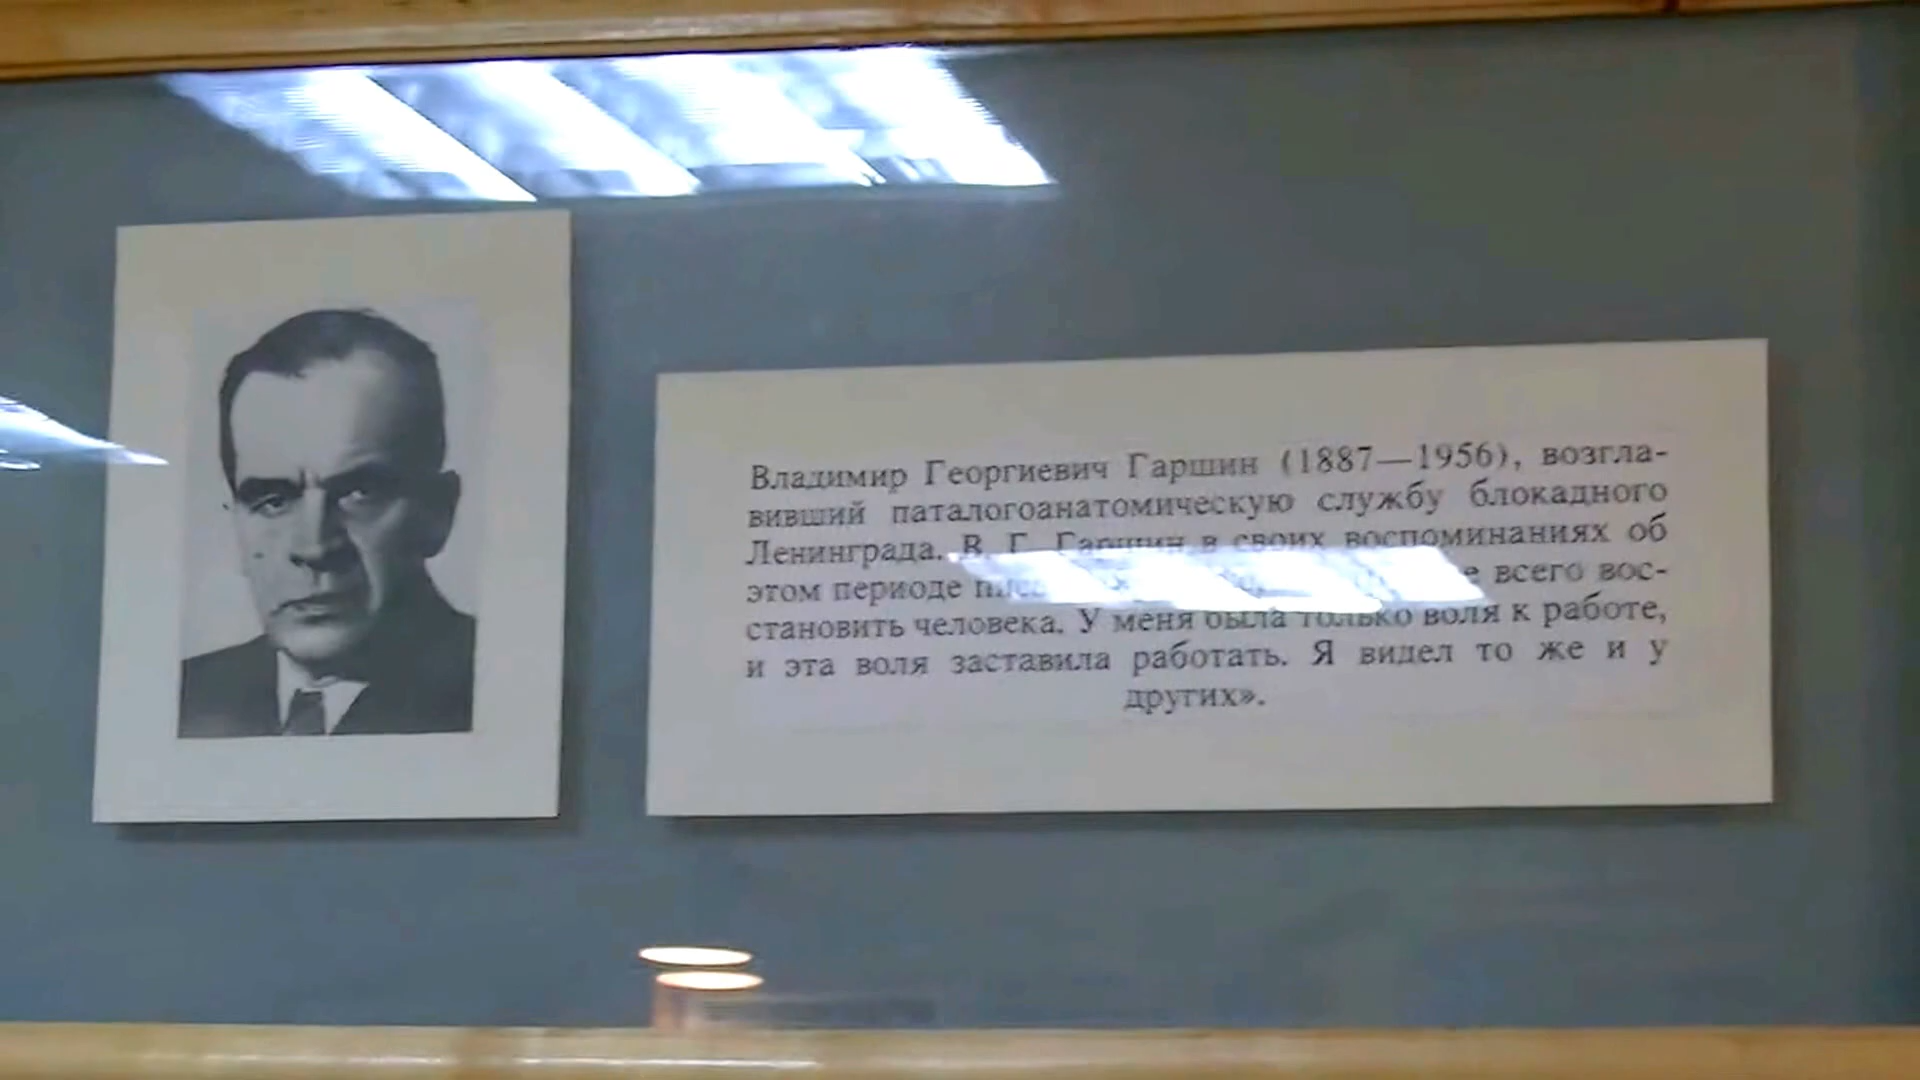 Владимир Георгиевич Гаршин (1887—1956), возгла-
вивший паталогоанатомическую службу блокадного
Ленинграда. В. Г. Гаршин в своих воспоминаниях об
этом периоде всего вос-
становить человека. У меня была только воля к работе,
и эта воля заставила работать. Я видел то же и у
других».